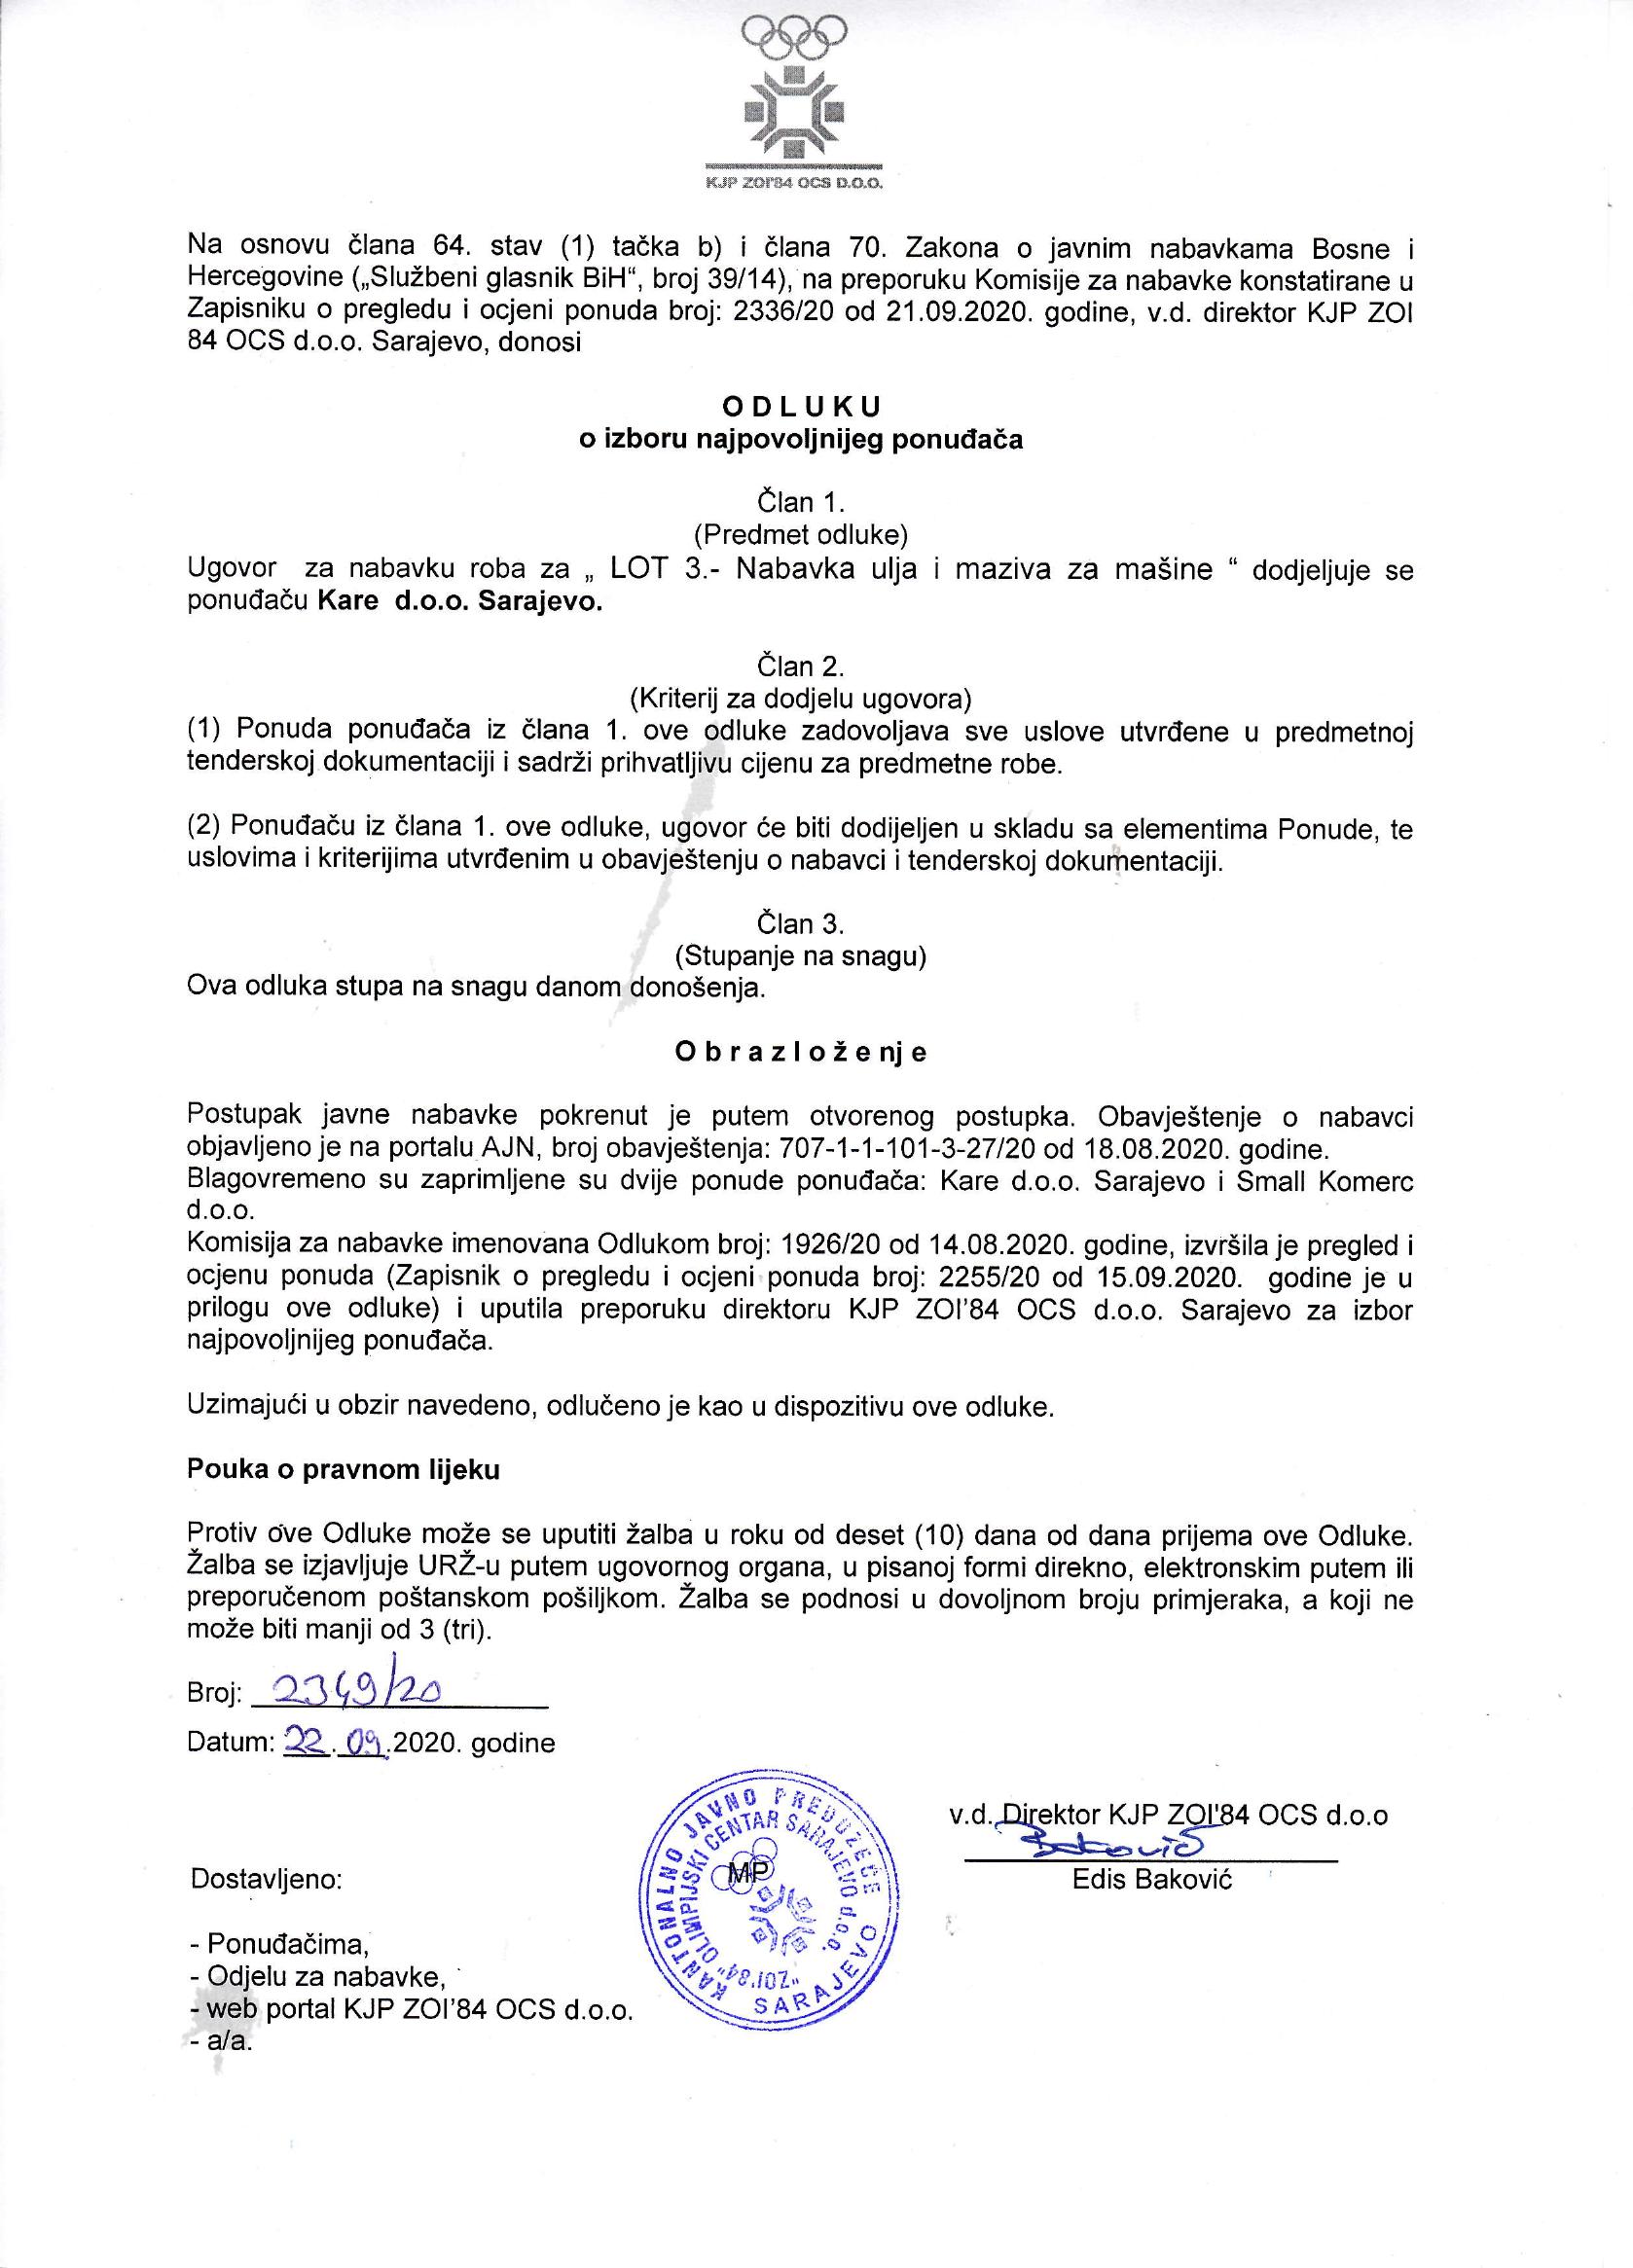 KJP ZOI'84 OCS D.O.O.
Na osnovu člana 64. stav (1) tačka b) i člana 70. Zakona o javnim nabavkama Bosne i
Hercegovine („Službeni glasnik BiH“, broj 39/14), na preporuku Komisije za nabavke konstatirane u
Zapisniku o pregledu i ocjeni ponuda broj: 2336/20 od 21.09.2020. godine, v.d. direktor KJP ZOI
84 OCS d.o.o. Sarajevo, donosi
O D L U K U
o izboru najpovoljnijeg ponuđača
Član 1.
(Predmet odluke)
Ugovor za nabavku roba za „ LOT 3.- Nabavka ulja i maziva za mašine “ dodjeljuje se
ponuđaču Kare d.o.o. Sarajevo.
Član 2.
(Kriterij za dodjelu ugovora)
(1) Ponuda ponuđača iz člana 1. ove odluke zadovoljava sve uslove utvrđene u predmetnoj
tenderskoj dokumentaciji i sadrži prihvatljivu cijenu za predmetne robe.
(2) Ponuđaču iz člana 1. ove odluke, ugovor će biti dodijeljen u skladu sa elementima Ponude, te
uslovima i kriterijima utvrđenim u obavještenju o nabavci i tenderskoj dokumentaciji.
Član 3.
(Stupanje na snagu)
Ova odluka stupa na snagu danom donošenja.
O b r a z l o ž e nj e
Postupak javne nabavke pokrenut je putem otvorenog postupka. Obavještenje o nabavci
objavljeno je na portalu AJN, broj obavještenja: 707-1-1-101-3-27/20 od 18.08.2020. godine.
Blagovremeno su zaprimljene su dvije ponude ponuđača: Kare d.o.o. Sarajevo i Small Komerc
d.o.o.
Komisija za nabavke imenovana Odlukom broj: 1926/20 od 14.08.2020. godine, izvršila je pregled i
ocjenu ponuda (Zapisnik o pregledu i ocjeni ponuda broj: 2255/20 od 15.09.2020. godine je u
prilogu ove odluke) i uputila preporuku direktoru KJP ZOI’84 OCS d.o.o. Sarajevo za izbor
najpovoljnijeg ponuđača.
Uzimajući u obzir navedeno, odlučeno je kao u dispozitivu ove odluke.
Pouka o pravnom lijeku
Protiv ove Odluke može se uputiti žalba u roku od deset (10) dana od dana prijema ove Odluke.
Žalba se izjavljuje URŽ-u putem ugovornog organa, u pisanoj formi direkno, elektronskim putem ili
preporučenom poštanskom pošiljkom. Žalba se podnosi u dovoljnom broju primjeraka, a koji ne
može biti manji od 3 (tri).
Broj: 2349/20
Datum: 22.09.2020. godine
v.d. Direktor KJP ZOI'84 OCS d.o.o
Baković
Edis Baković
KANTONALNO JAVNO PREDUZEĆE
"ZOI'84" OLIMPIJSKI CENTAR SARAJEVO d.o.o.
SARAJEVO
MP
Dostavljeno:
- Ponuđačima,
- Odjelu za nabavke,
- web portal KJP ZOI’84 OCS d.o.o.
- a/a.